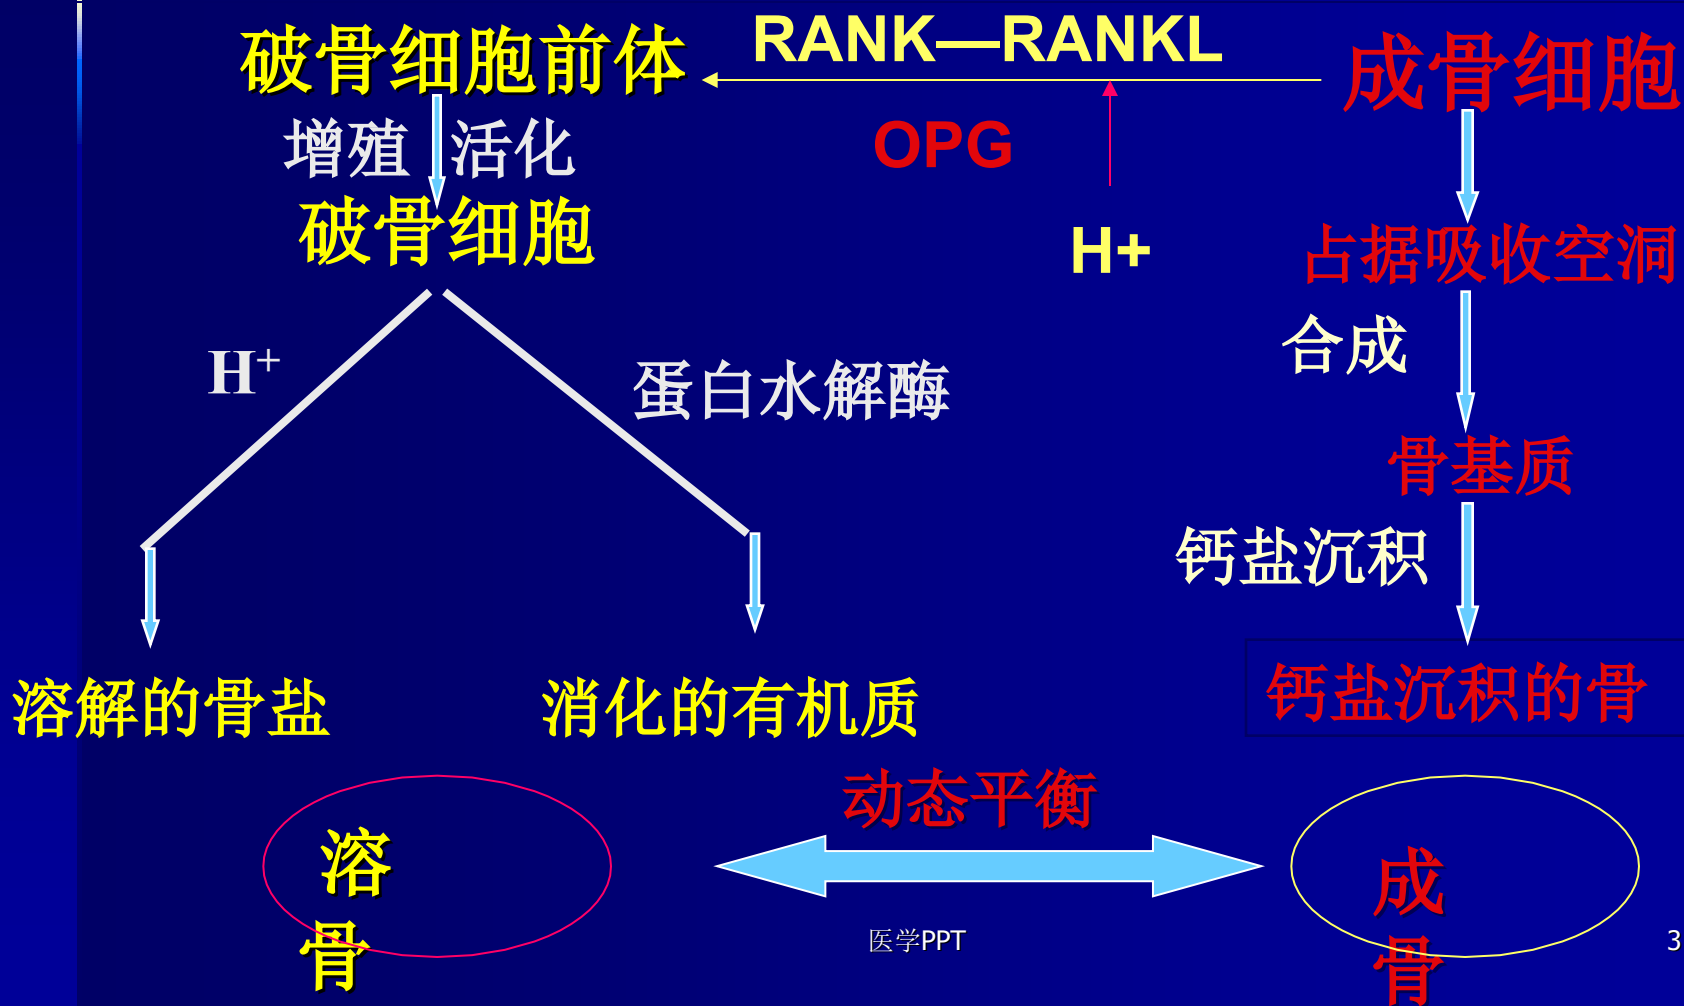 破骨细胞前体
RANK—RANKL
成骨细胞
增殖 活化
OPG
破骨细胞
H+
占据吸收空洞
合成
H+
蛋白水解酶
骨基质
钙盐沉积
溶解的骨盐
消化的有机质
钙盐沉积的骨
动态平衡
溶
骨
成
骨
医学PPT
3